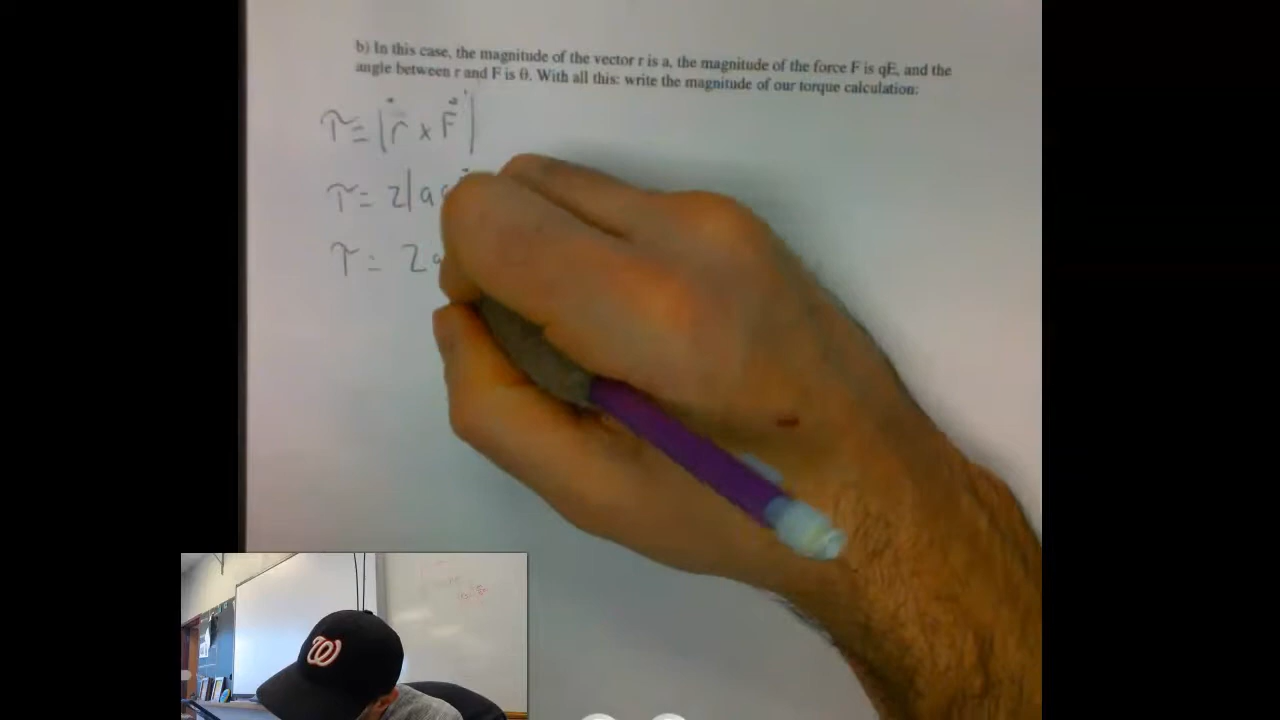 b) In this case, the magnitude of the vector r is a, the magnitude of the force F is qE, and the
angle between r and F is θ. With all this: write the magnitude of our torque calculation:
τ = |r⃗ x F⃗|
τ = 2|a
τ = 2a
W